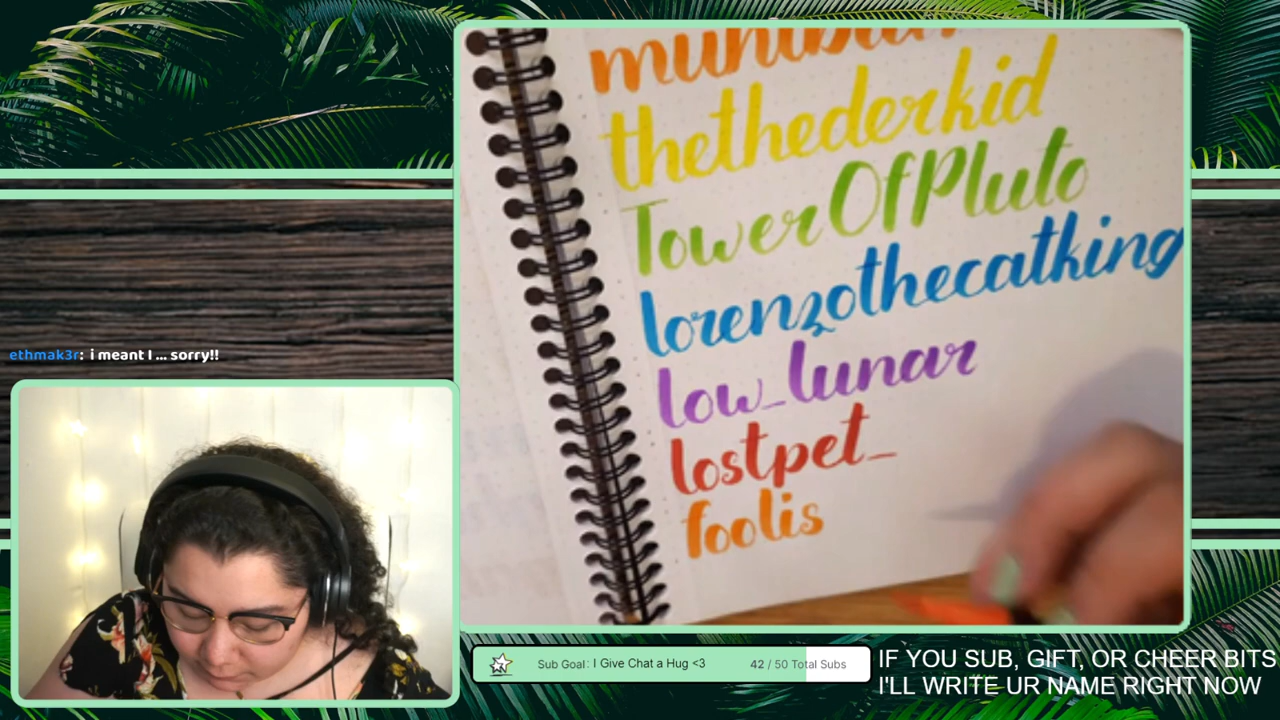 thethederkid
TowerOfPluto
lorenzothecatking
low_lunar
lostpet_
foolis
ethmak3r: i meant I ... sorry!!
Sub Goal: I Give Chat a Hug <3 42 / 50 Total Subs
IF YOU SUB, GIFT, OR CHEER BITS
I'LL WRITE UR NAME RIGHT NOW